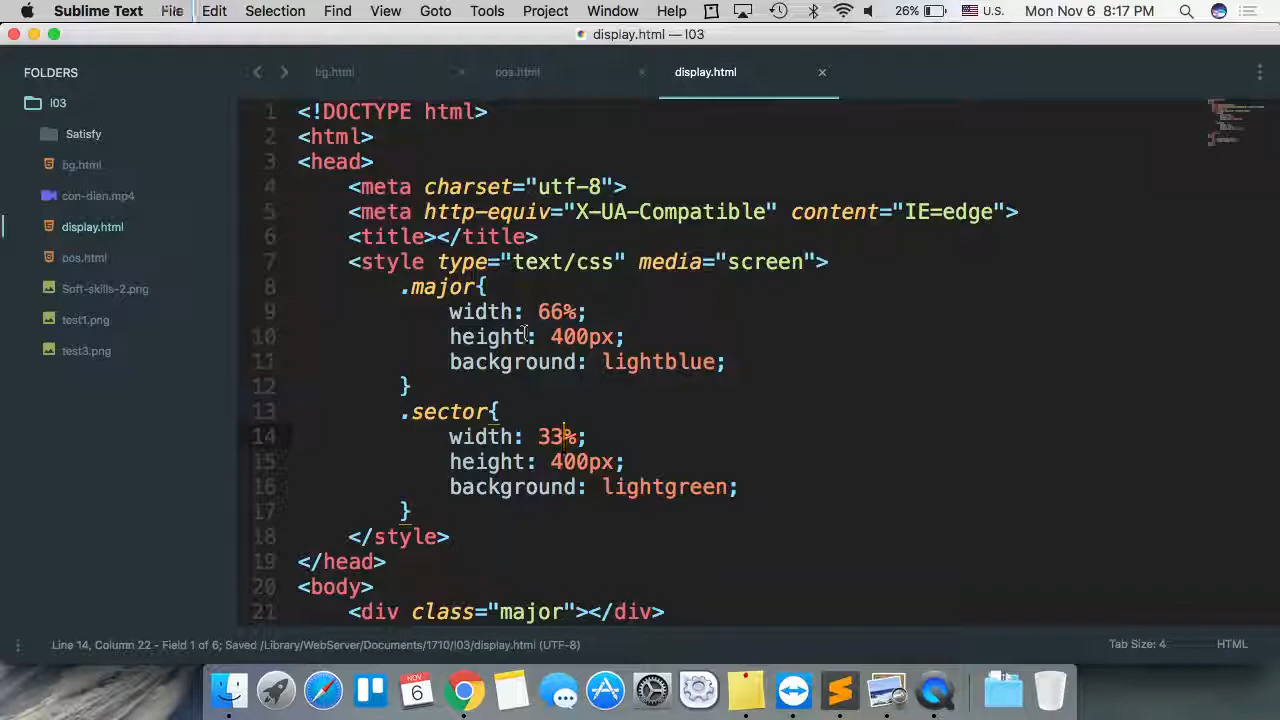 Sublime Text File Edit Selection Find View Goto Tools Project Window Help 26% U.S. Mon Nov 6 8:17 PM
display.html — l03
FOLDERS
l03
Satisfy
bg.html
con-dien.mp4
display.html
oos.html
Soft-skills-2.png
test1.png
test3.png
bg.html oos.html display.html
1 <!DOCTYPE html>
2 <html>
3 <head>
4 <meta charset="utf-8">
5 <meta http-equiv="X-UA-Compatible" content="IE=edge">
6 <title></title>
7 <style type="text/css" media="screen">
8 .major{
9 width: 66%;
10 height: 400px;
11 background: lightblue;
12 }
13 .sector{
14 width: 33%;
15 height: 400px;
16 background: lightgreen;
17 }
18 </style>
19 </head>
20 <body>
21 <div class="major"></div>
Line 14, Column 22 - Field 1 of 6; Saved /Library/WebServer/Documents/1710/l03/display.html (UTF-8) Tab Size: 4 HTML
NOV
6